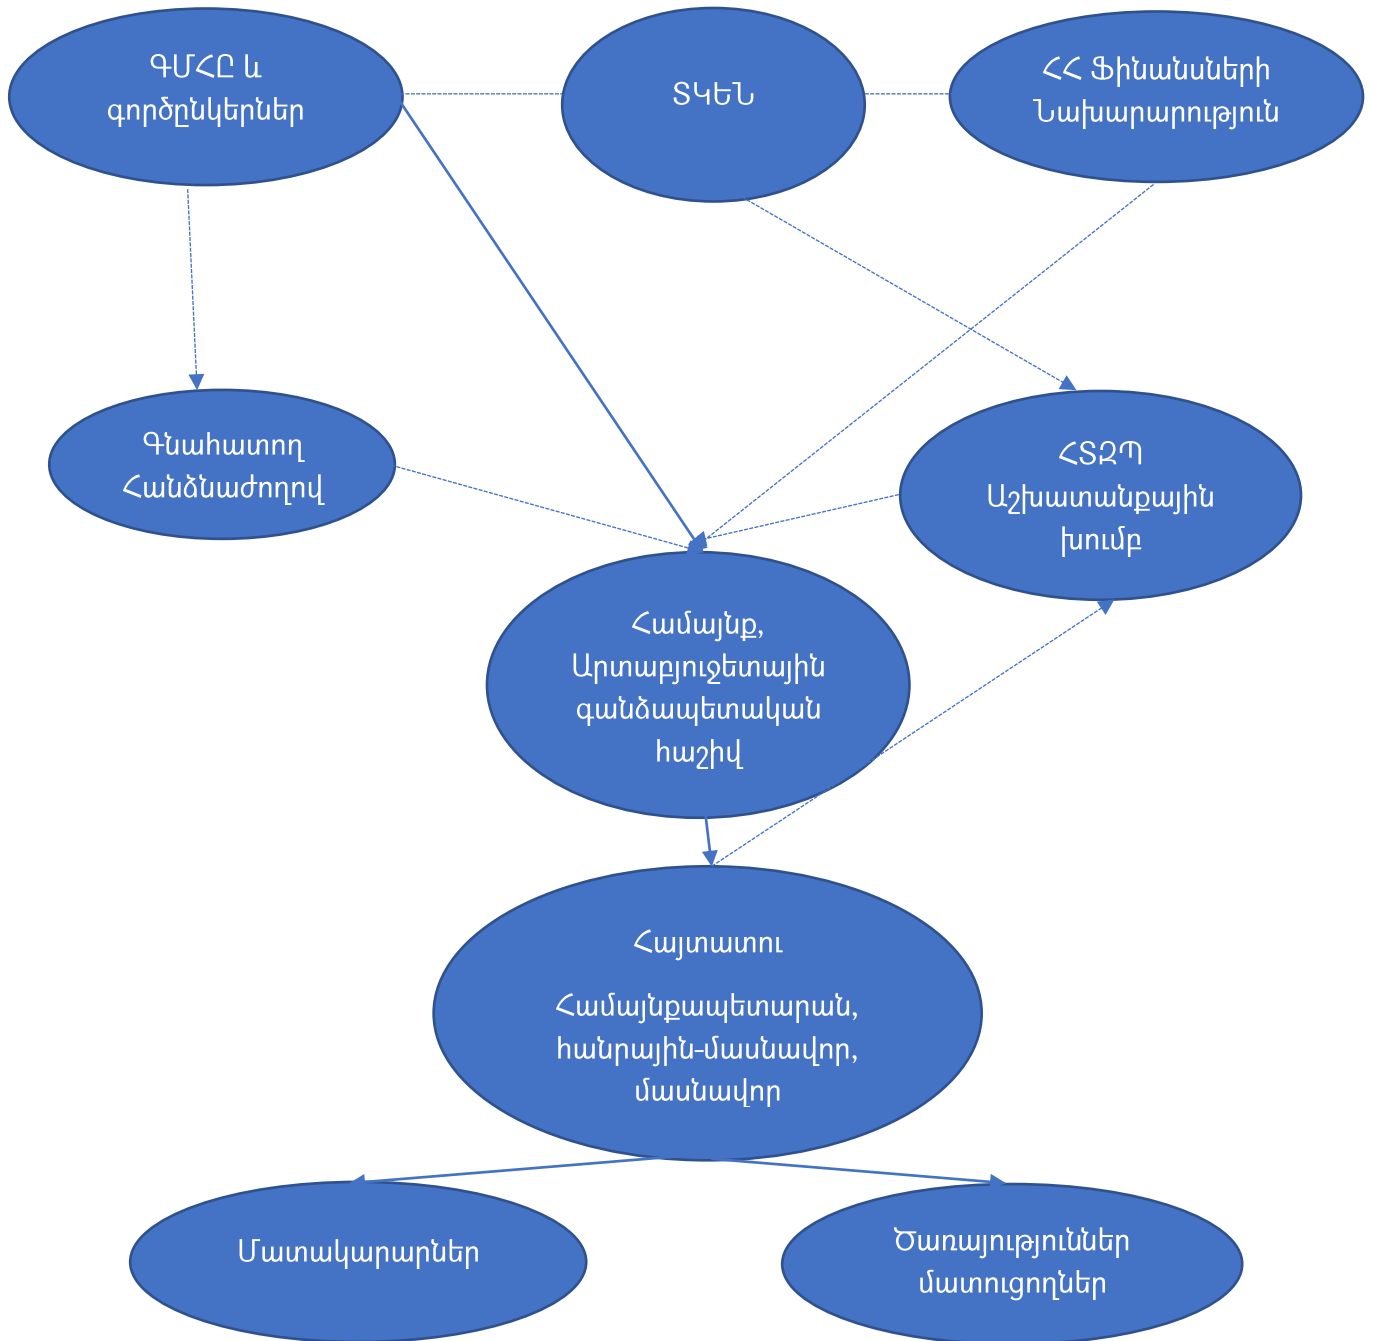 ԳՄՀԸ և
գործընկերներ
ՏԿԵՆ
ՀՀ Ֆինանսների
Նախարարություն
Գնահատող
Հանձնաժողով
ՀՏԶՊ
Աշխատանքային
խումբ
Համայնք,
Արտաբյուջետային
գանձապետական
հաշիվ
Հայտատու
Համայնքապետարան,
հանրային-մասնավոր,
մասնավոր
Մատակարարներ
Ծառայություններ
մատուցողներ